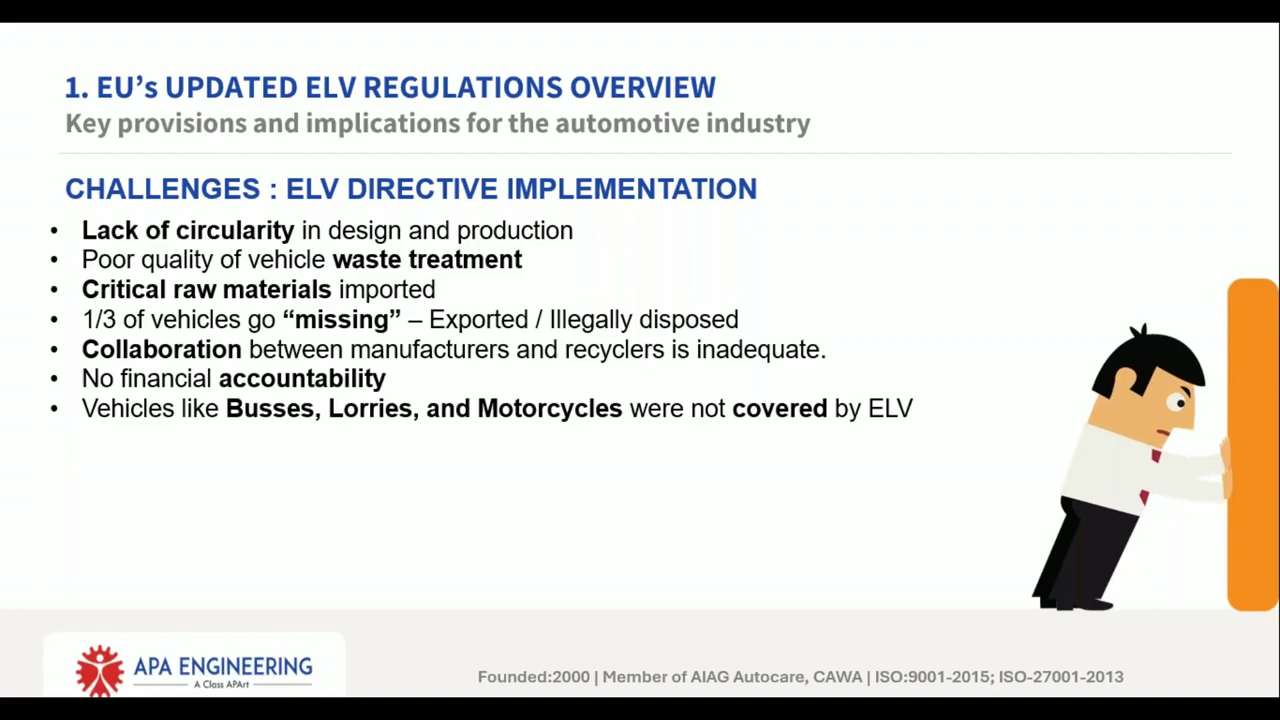 1. EU's UPDATED ELV REGULATIONS OVERVIEW
Key provisions and implications for the automotive industry
CHALLENGES : ELV DIRECTIVE IMPLEMENTATION
• Lack of circularity in design and production
• Poor quality of vehicle waste treatment
• Critical raw materials imported
• 1/3 of vehicles go “missing” – Exported / Illegally disposed
• Collaboration between manufacturers and recyclers is inadequate.
• No financial accountability
• Vehicles like Busses, Lorries, and Motorcycles were not covered by ELV
APA ENGINEERING
A Class APArt
Founded:2000 | Member of AIAG Autocare, CAWA | ISO:9001-2015; ISO-27001-2013